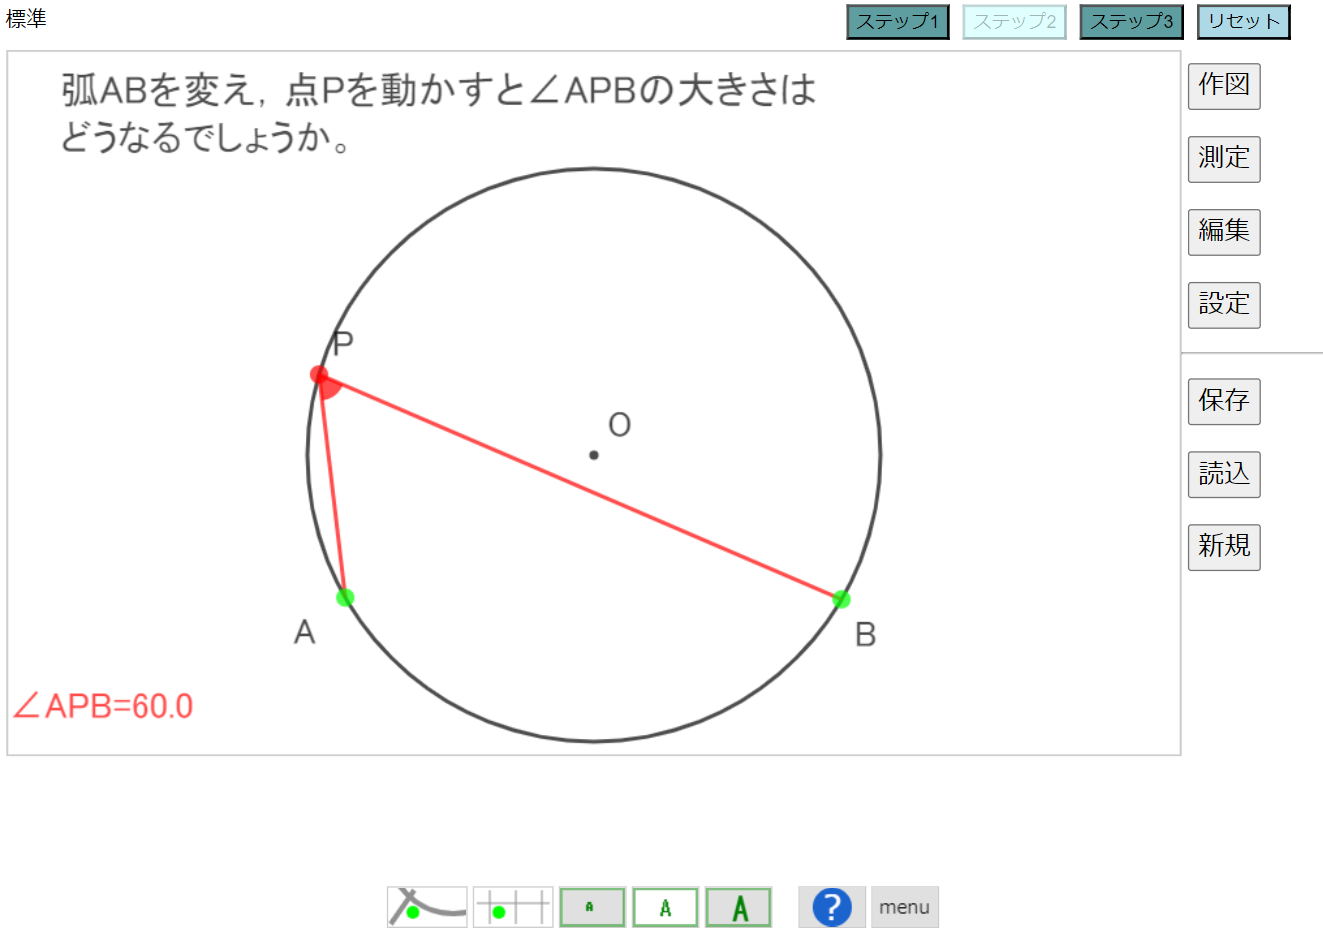 標準
ステップ1
ステップ2
ステップ3
リセット
弧ABを変え，点Pを動かすと∠APBの大きさは
どうなるでしょうか。
作図
測定
編集
設定
保存
読込
新規
P
O
A
B
∠APB=60.0
A
A
A
?
menu